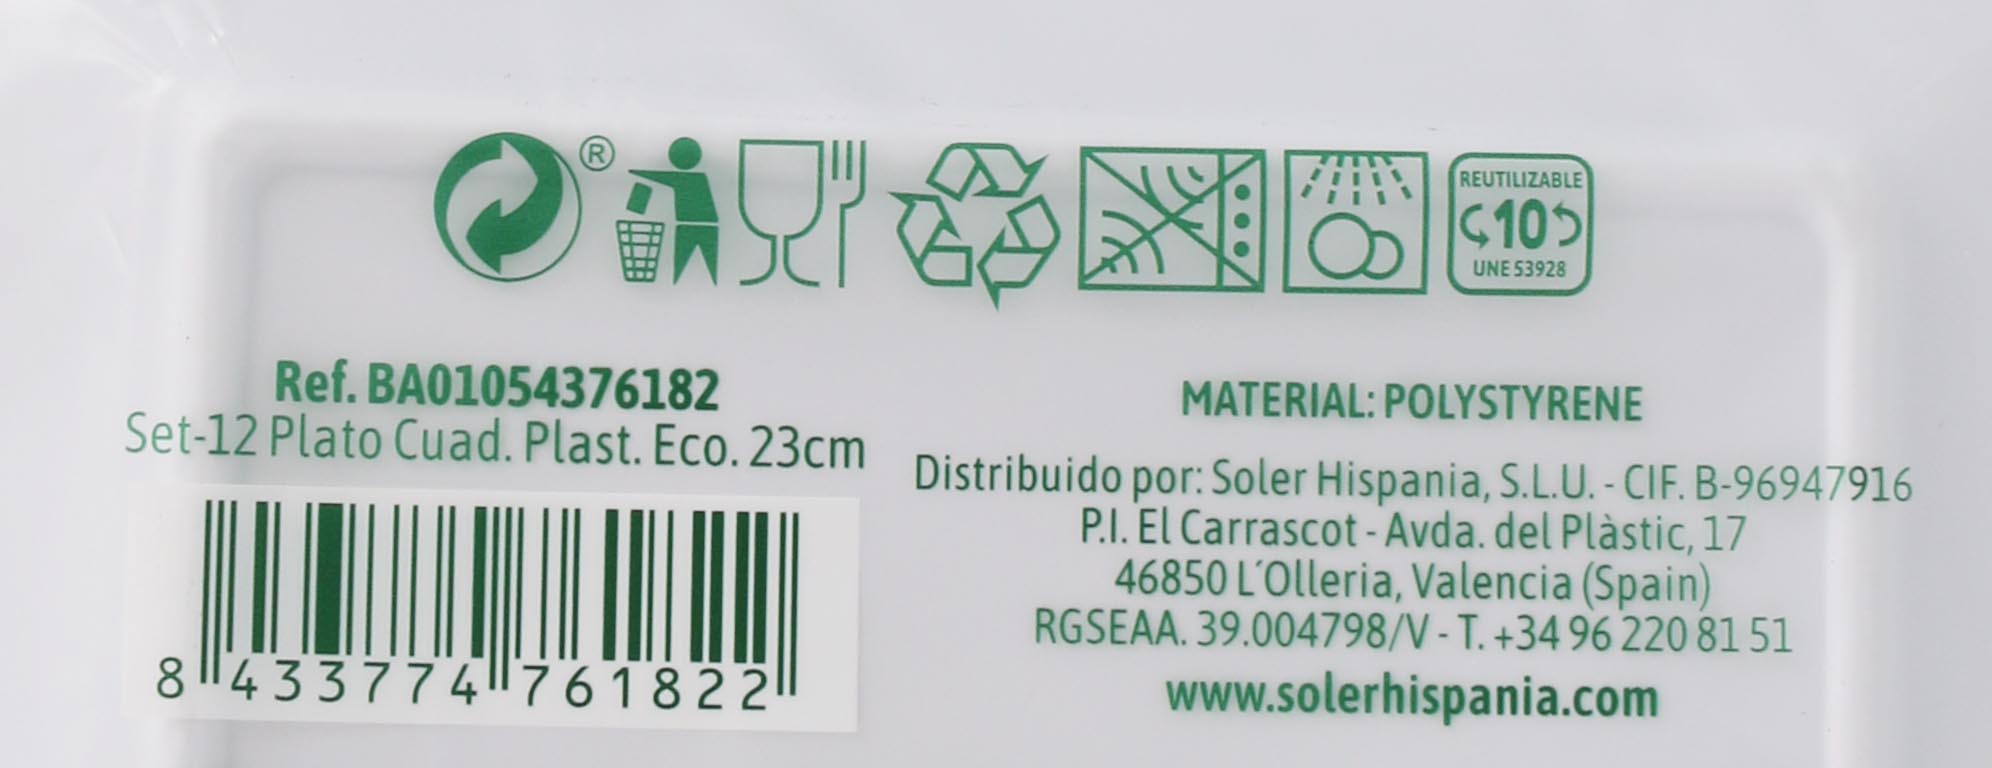 ®
REUTILIZABLE
10
UNE 53928
Ref. BA01054376182
Set-12 Plato Cuad. Plast. Eco. 23cm
8 433774 761822
MATERIAL: POLYSTYRENE
Distribuido por: Soler Hispania, S.L.U. - CIF. B-96947916
P.I. El Carrascot - Avda. del Plàstic, 17
46850 L´Olleria, Valencia (Spain)
RGSEAA. 39.004798/V - T. +34 96 220 81 51
www.solerhispania.com